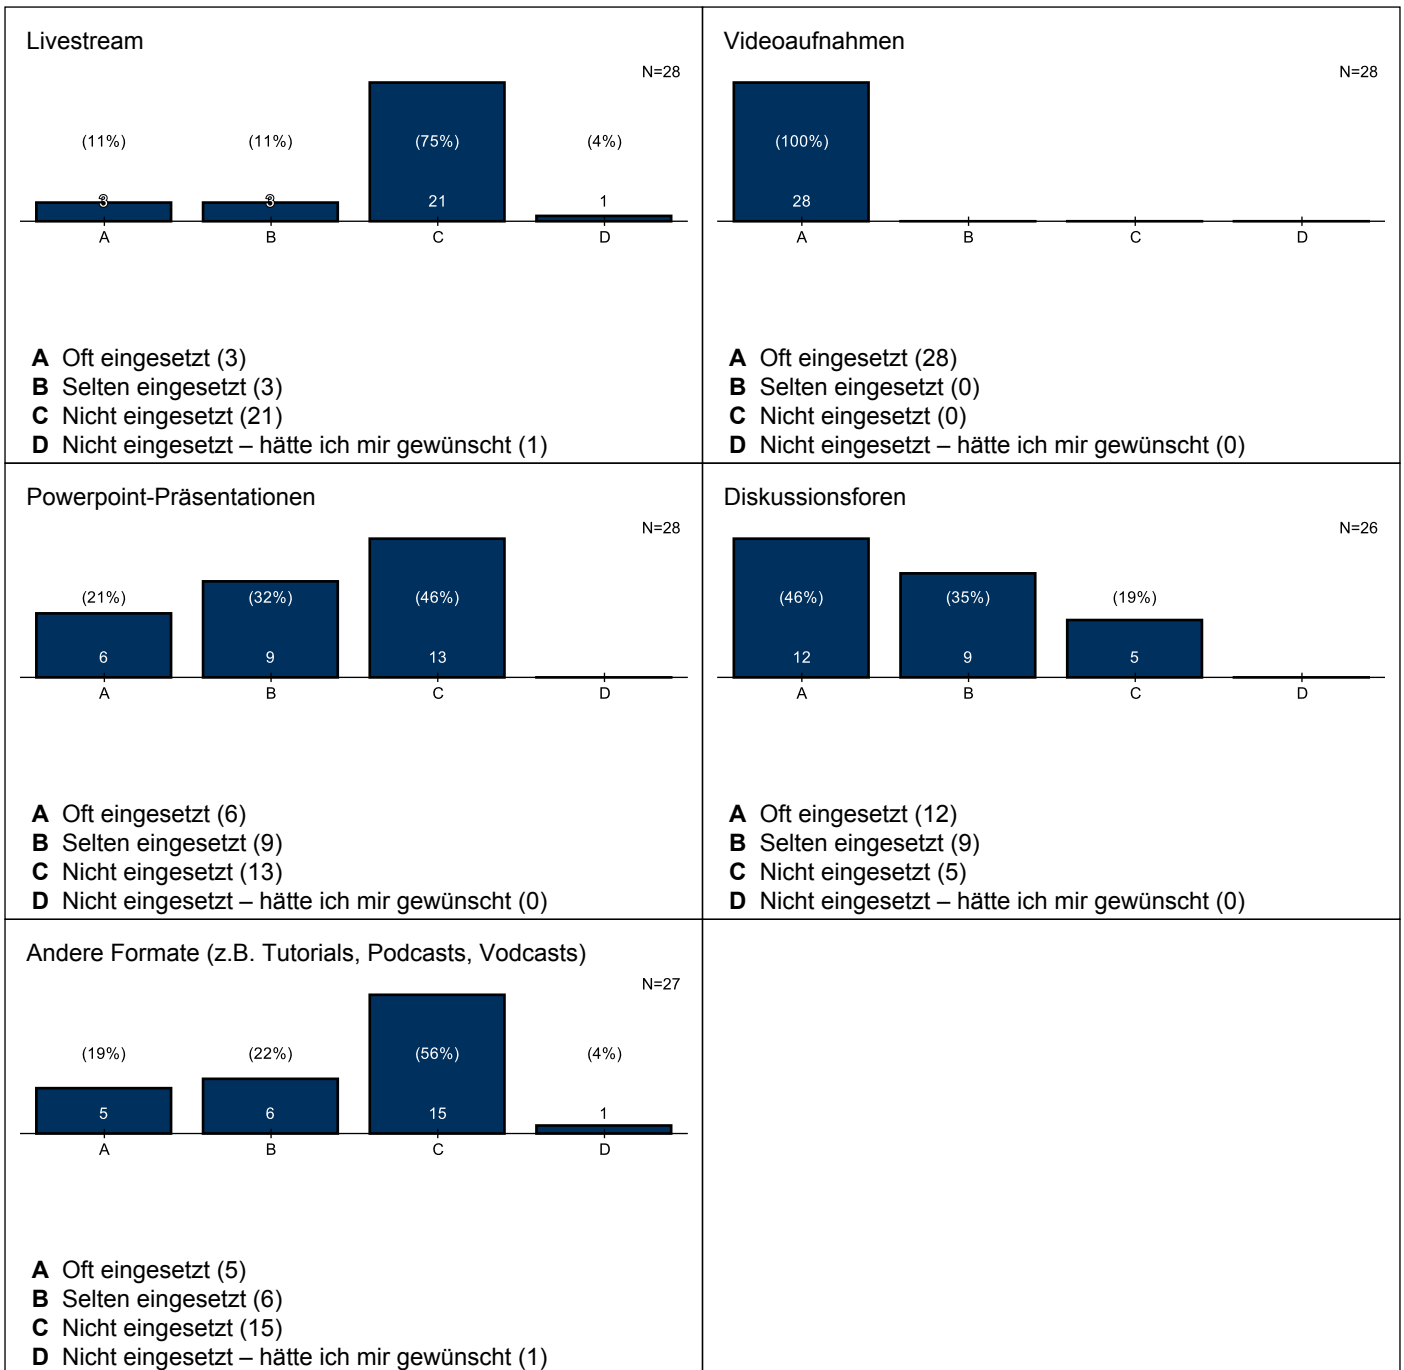 Livestream
N=28
(11%) (11%) (75%) (4%)
3 3 21 1
A B C D
A Oft eingesetzt (3)
B Selten eingesetzt (3)
C Nicht eingesetzt (21)
D Nicht eingesetzt – hätte ich mir gewünscht (1)
Videoaufnahmen
N=28
(100%)
28
A B C D
A Oft eingesetzt (28)
B Selten eingesetzt (0)
C Nicht eingesetzt (0)
D Nicht eingesetzt – hätte ich mir gewünscht (0)
Powerpoint-Präsentationen
N=28
(21%) (32%) (46%)
6 9 13
A B C D
A Oft eingesetzt (6)
B Selten eingesetzt (9)
C Nicht eingesetzt (13)
D Nicht eingesetzt – hätte ich mir gewünscht (0)
Diskussionsforen
N=26
(46%) (35%) (19%)
12 9 5
A B C D
A Oft eingesetzt (12)
B Selten eingesetzt (9)
C Nicht eingesetzt (5)
D Nicht eingesetzt – hätte ich mir gewünscht (0)
Andere Formate (z.B. Tutorials, Podcasts, Vodcasts)
N=27
(19%) (22%) (56%) (4%)
5 6 15 1
A B C D
A Oft eingesetzt (5)
B Selten eingesetzt (6)
C Nicht eingesetzt (15)
D Nicht eingesetzt – hätte ich mir gewünscht (1)